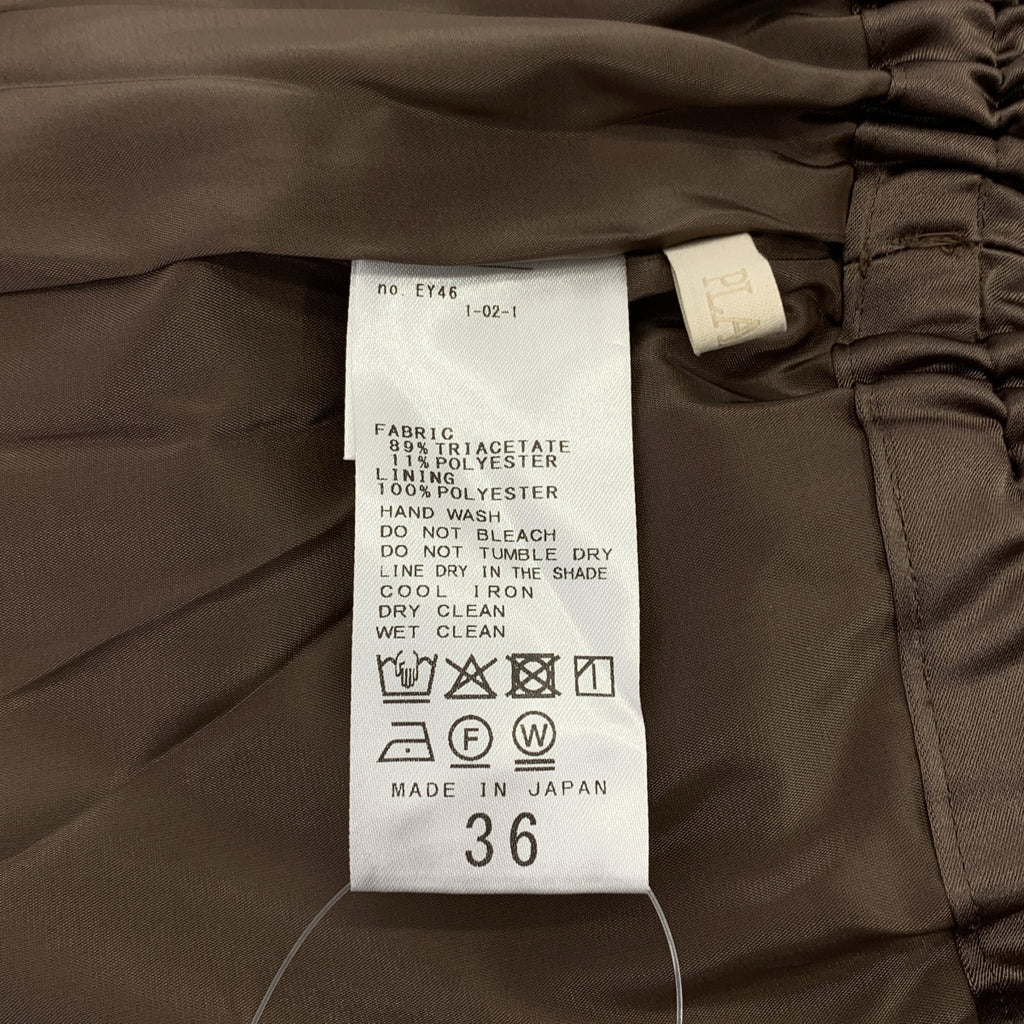 no. EY46
1-02-1
PLA
FABRIC
89% TRIACETATE
11% POLYESTER
LINING
100% POLYESTER
HAND WASH
DO NOT BLEACH
DO NOT TUMBLE DRY
LINE DRY IN THE SHADE
COOL IRON
DRY CLEAN
WET CLEAN
F W
MADE IN JAPAN
36